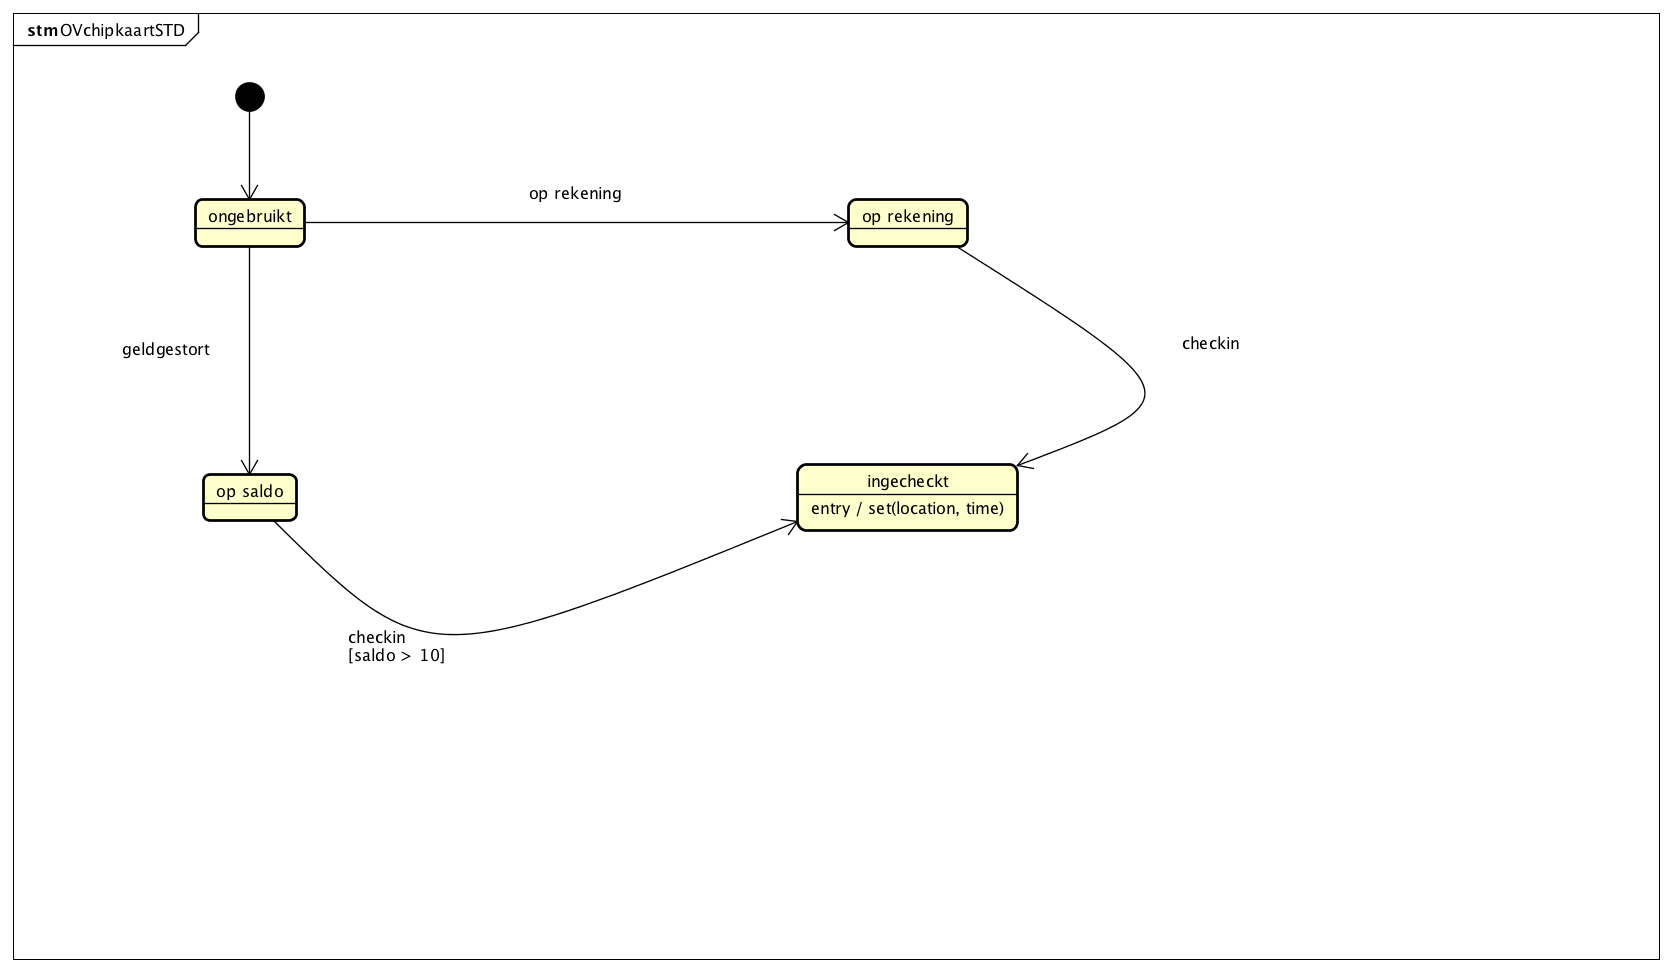 stm OVchipkaartSTD
op rekening
ongebruikt
op rekening
checkin
geldgestort
ingecheckt
op saldo
entry / set(location, time)
checkin
[saldo > 10]